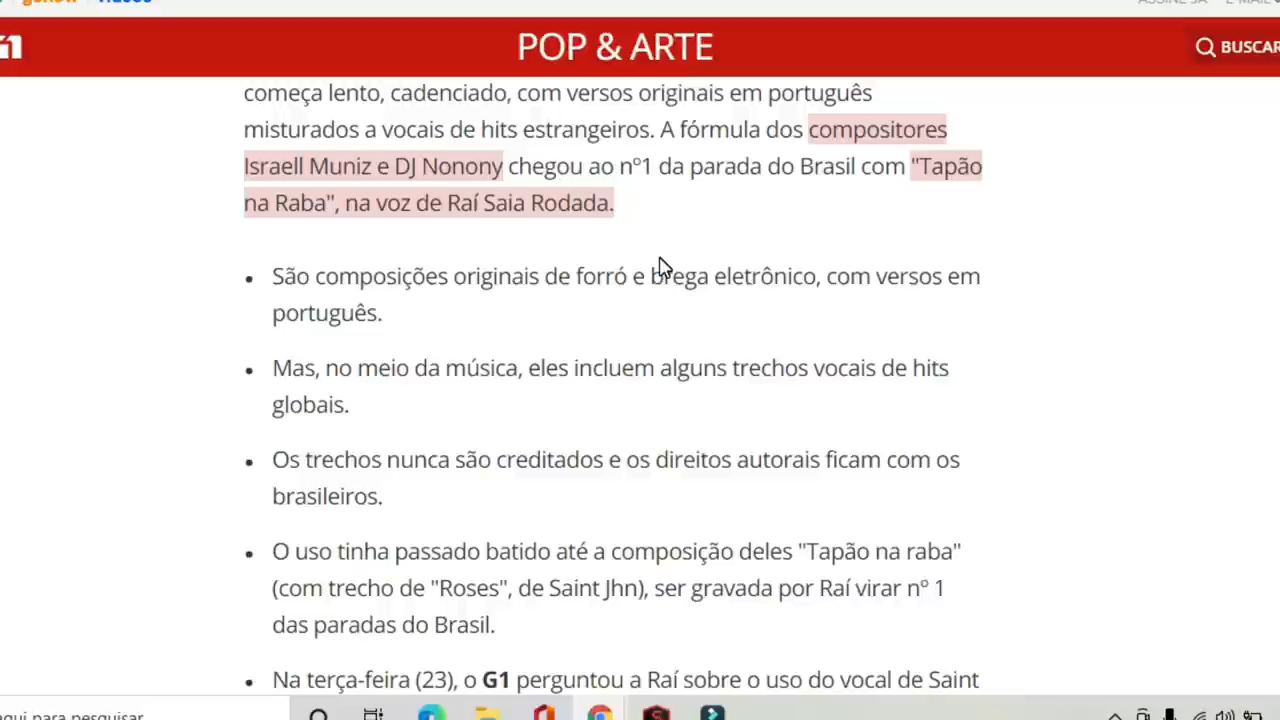 POP & ARTE
BUSCAR
começa lento, cadenciado, com versos originais em português
misturados a vocais de hits estrangeiros. A fórmula dos compositores
Israell Muniz e DJ Nonony chegou ao nº1 da parada do Brasil com "Tapão
na Raba", na voz de Raí Saia Rodada.
• São composições originais de forró e brega eletrônico, com versos em
português.
• Mas, no meio da música, eles incluem alguns trechos vocais de hits
globais.
• Os trechos nunca são creditados e os direitos autorais ficam com os
brasileiros.
• O uso tinha passado batido até a composição deles "Tapão na raba"
(com trecho de "Roses", de Saint Jhn), ser gravada por Raí virar nº 1
das paradas do Brasil.
• Na terça-feira (23), o G1 perguntou a Raí sobre o uso do vocal de Saint
aqui para pesquisar